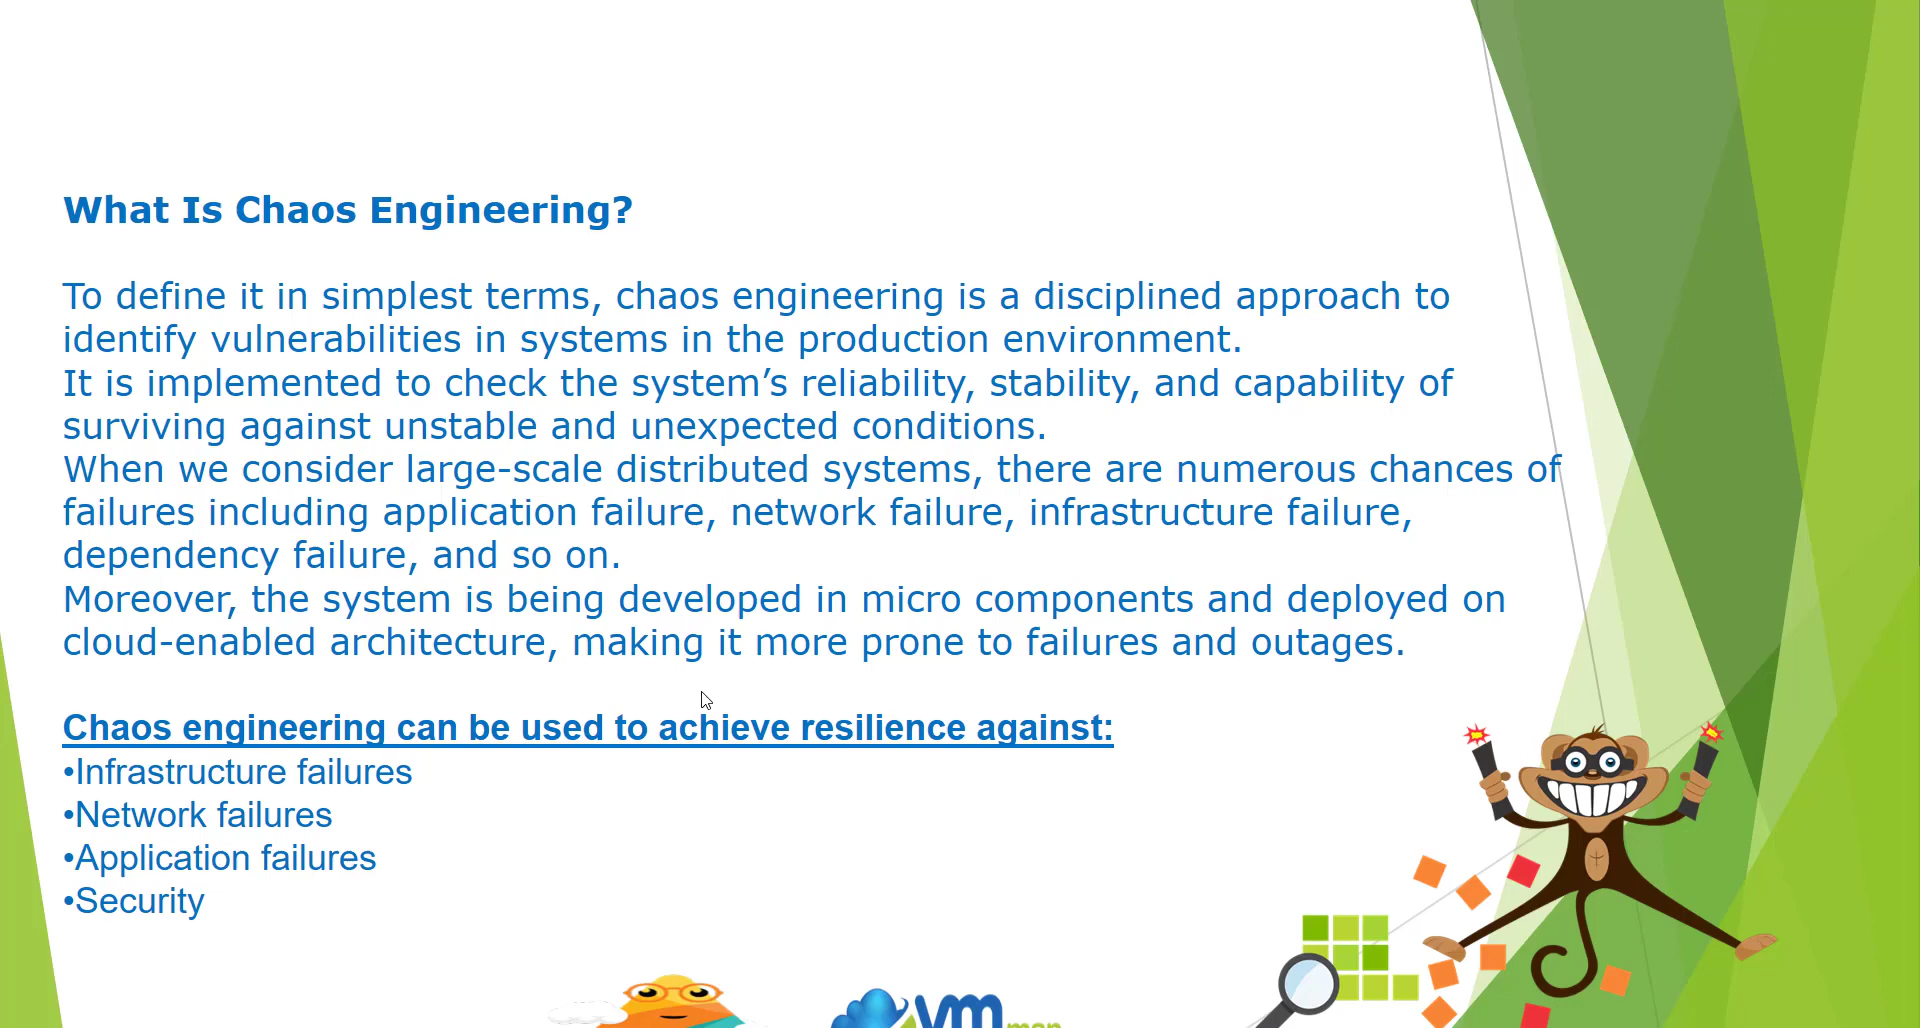 What Is Chaos Engineering?
To define it in simplest terms, chaos engineering is a disciplined approach to
identify vulnerabilities in systems in the production environment.
It is implemented to check the system’s reliability, stability, and capability of
surviving against unstable and unexpected conditions.
When we consider large-scale distributed systems, there are numerous chances of
failures including application failure, network failure, infrastructure failure,
dependency failure, and so on.
Moreover, the system is being developed in micro components and deployed on
cloud-enabled architecture, making it more prone to failures and outages.
Chaos engineering can be used to achieve resilience against:
•Infrastructure failures
•Network failures
•Application failures
•Security
vm